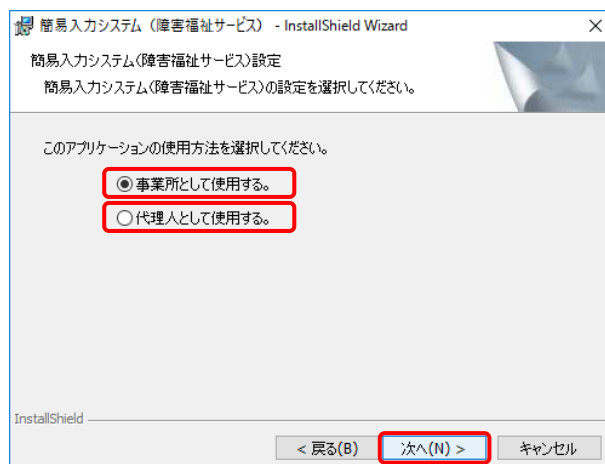 簡易入力システム（障害福祉サービス） - InstallShield Wizard
簡易入力システム(障害福祉サービス)設定
簡易入力システム(障害福祉サービス)の設定を選択してください。
このアプリケーションの使用方法を選択してください。
事業所として使用する。
代理人として使用する。
InstallShield
< 戻る(B) 次へ(N) > キャンセル